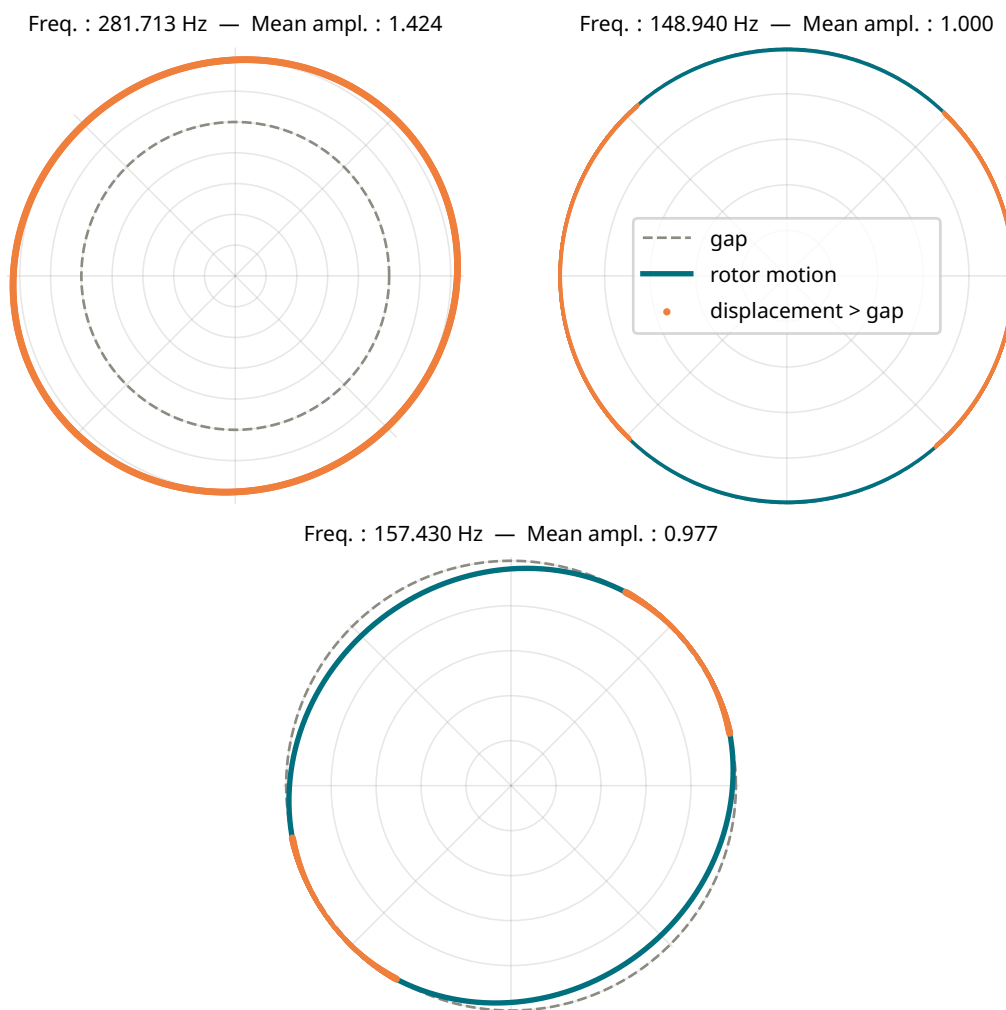 Freq. : 281.713 Hz — Mean ampl. : 1.424
Freq. : 148.940 Hz — Mean ampl. : 1.000
gap
rotor motion
displacement > gap
Freq. : 157.430 Hz — Mean ampl. : 0.977